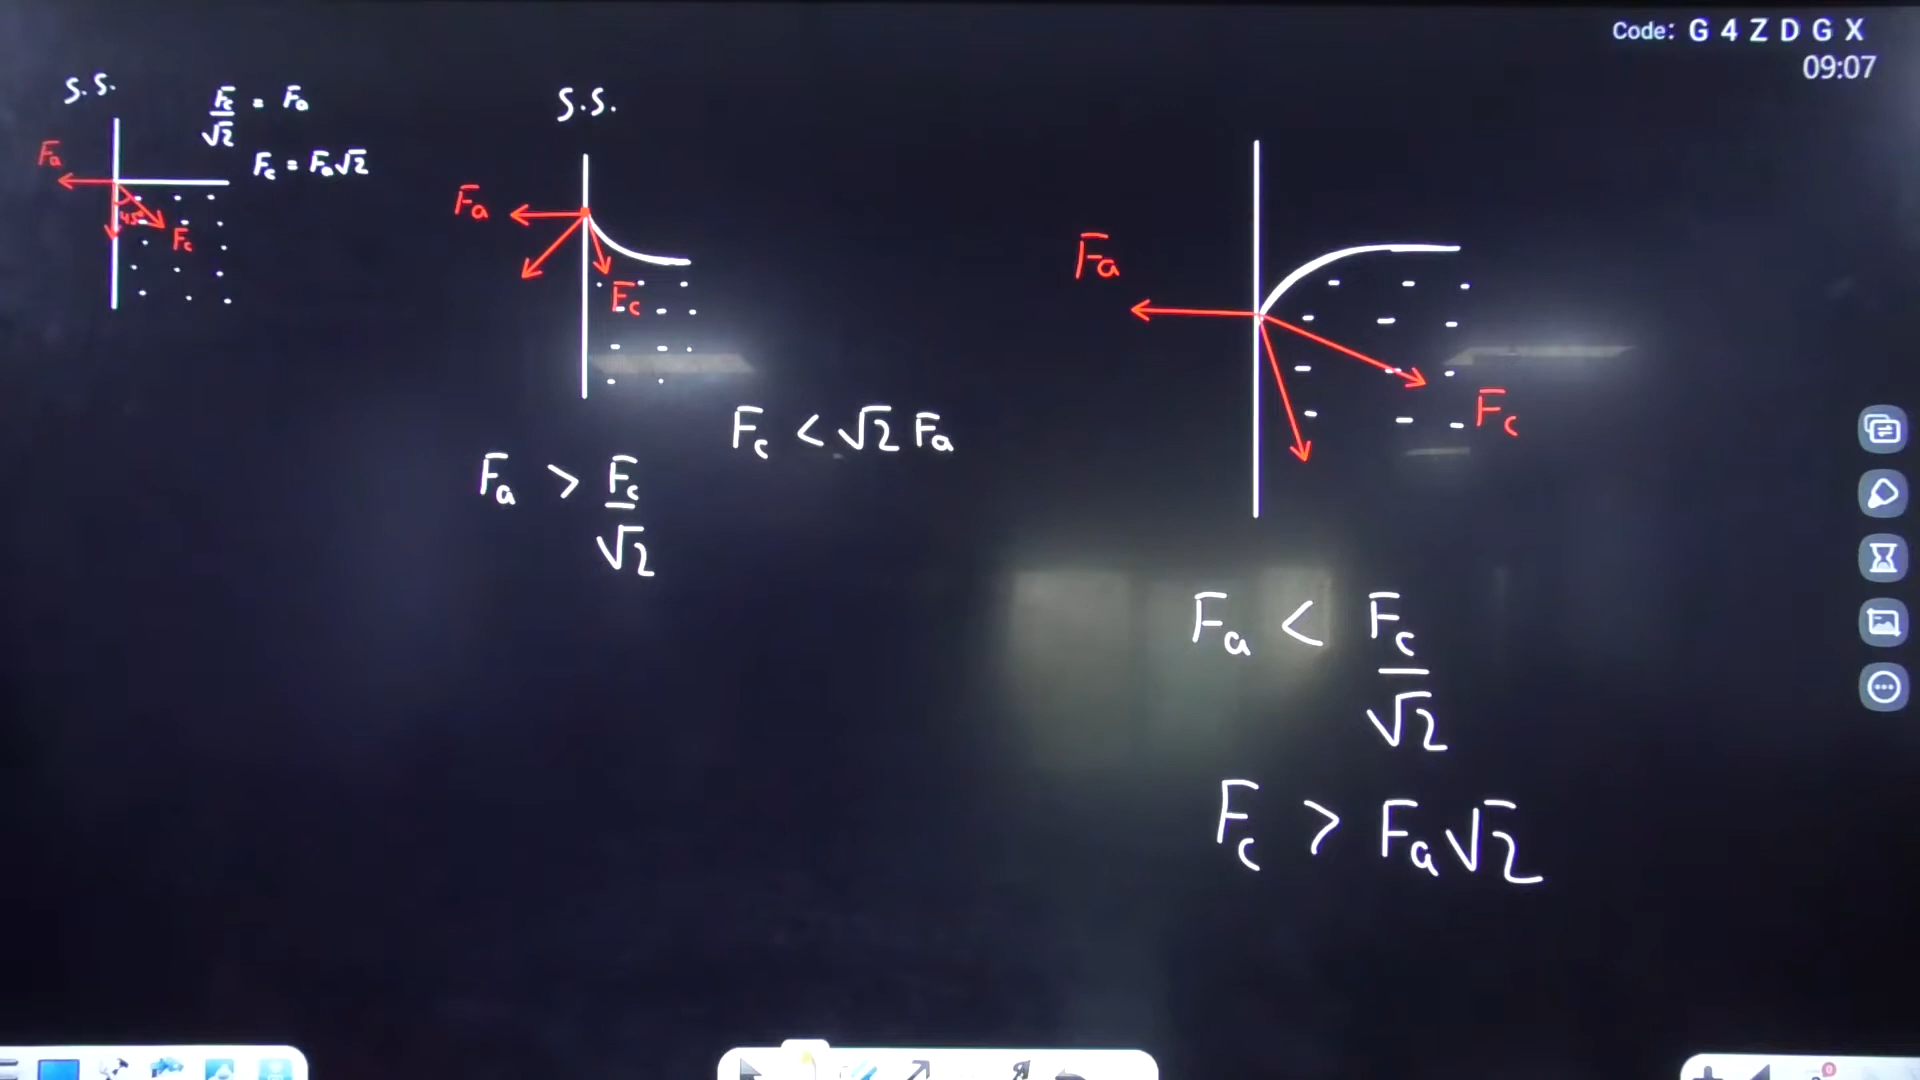 Code: G 4 Z D G X
09:07
S.S.
Fc/√2 = Fa
Fc = Fa√2
Fa
45°
Fc
S.S.
Fa
Fc
Fc < √2 Fa
Fa > Fc/√2
Fa
Fc
Fa < Fc/√2
Fc > Fa√2